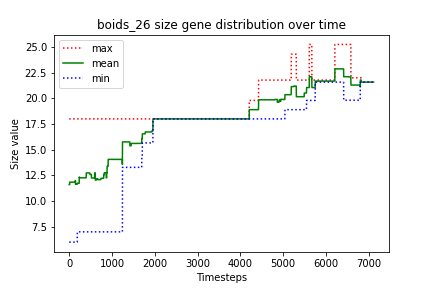 boids_26 size gene distribution over time
max
mean
min
25.0
22.5
20.0
17.5
15.0
12.5
10.0
7.5
Size value
0 1000 2000 3000 4000 5000 6000 7000
Timesteps